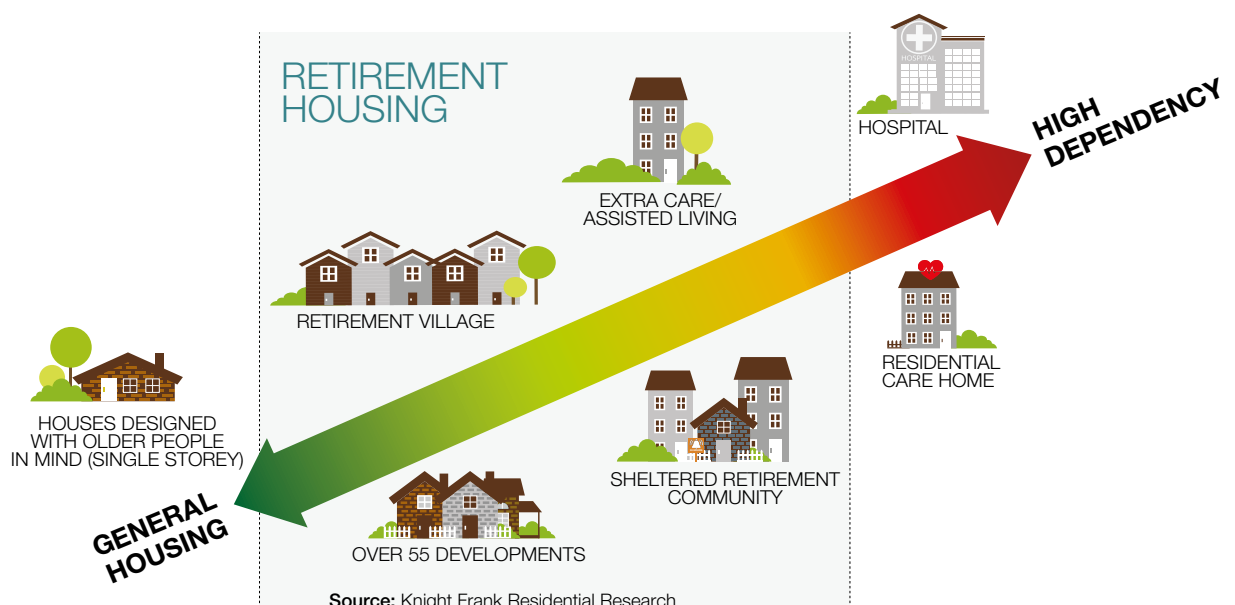 RETIREMENT
HOUSING
HOSPITAL
HOSPITAL
HIGH
DEPENDENCY
EXTRA CARE/
ASSISTED LIVING
RETIREMENT VILLAGE
RESIDENTIAL
CARE HOME
HOUSES DESIGNED
WITH OLDER PEOPLE
IN MIND (SINGLE STOREY)
SHELTERED RETIREMENT
COMMUNITY
GENERAL
HOUSING
OVER 55 DEVELOPMENTS
Source: Knight Frank Residential Research